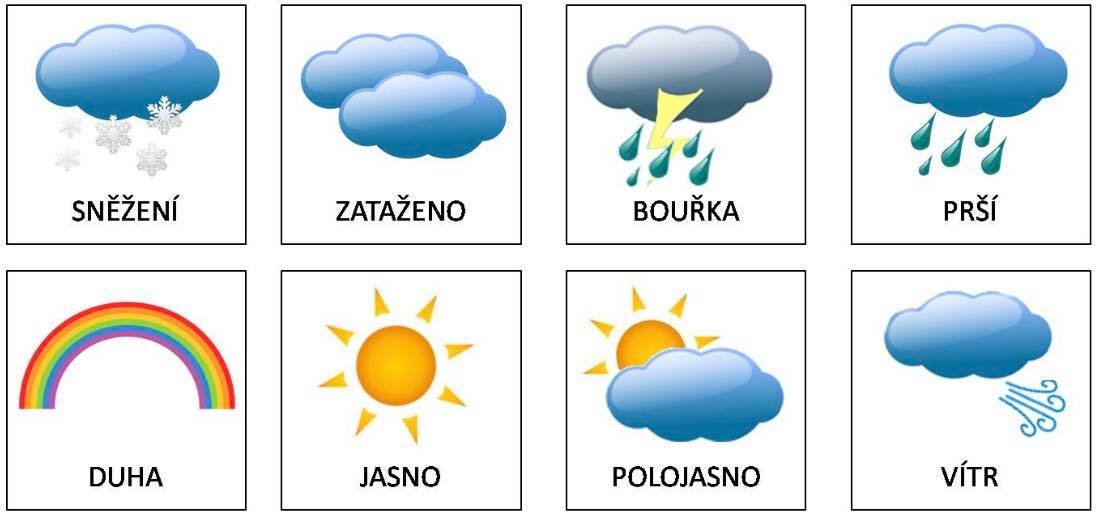 SNĚŽENÍ
ZATAŽENO
BOUŘKA
PRŠÍ
DUHA
JASNO
POLOJASNO
VÍTR